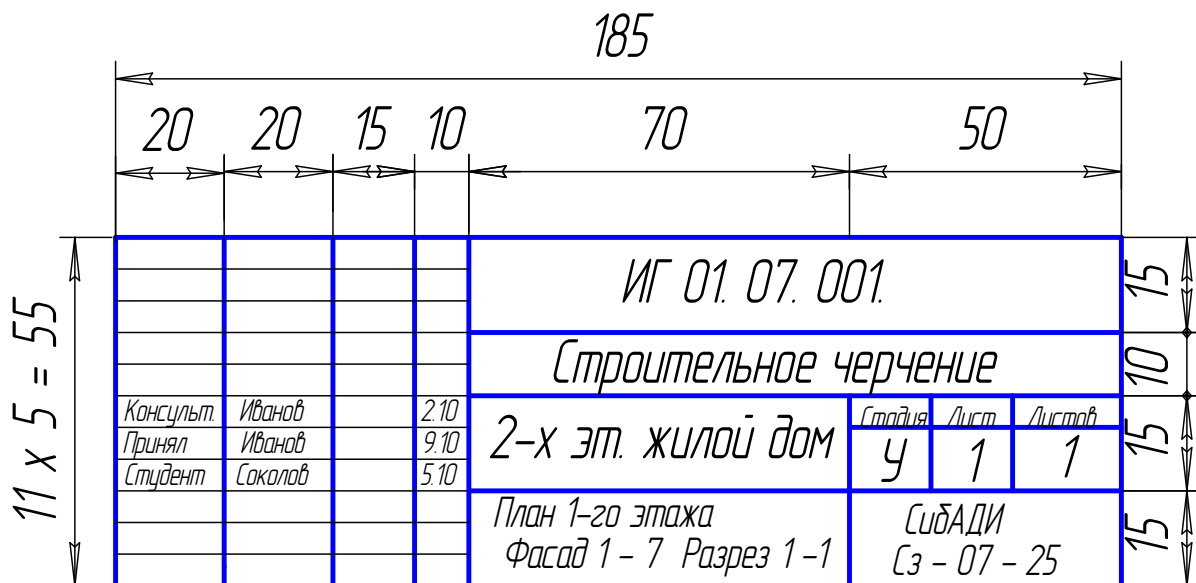 185
20 20 15 10 70 50
11 x 5 = 55
ИГ 01. 07. 001.
15
Строительное черчение
10
Консульт. Иванов 2.10
Принял Иванов 9.10
Студент Соколов 5.10
2-х эт. жилой дом
Стадия Лист Листов
У 1 1
15
План 1-го этажа
Фасад 1 - 7 Разрез 1 -1
СибАДИ
Сз - 07 - 25
15